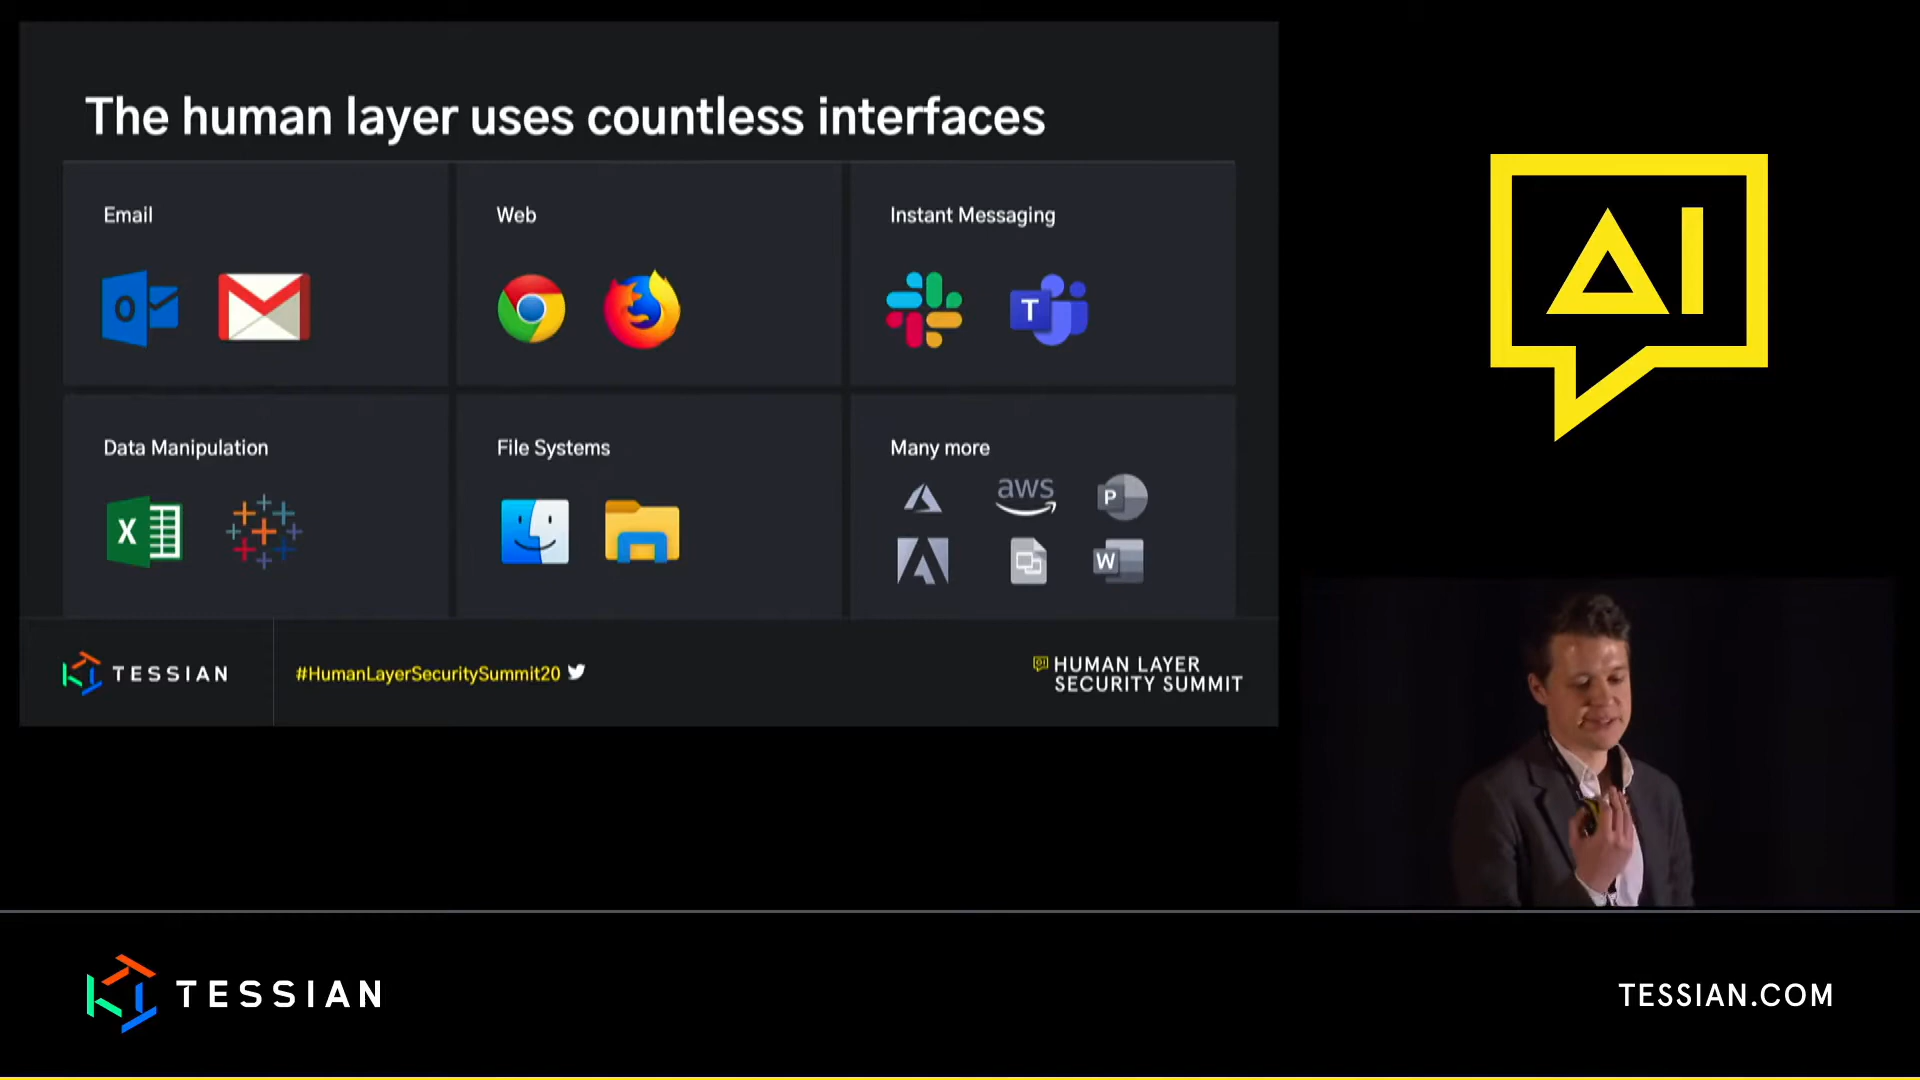 The human layer uses countless interfaces
Email
Web
Instant Messaging
O
T
Data Manipulation
File Systems
Many more
X
aws
P
W
TESSIAN
#HumanLayerSecuritySummit20
HUMAN LAYER
SECURITY SUMMIT
AI
TESSIAN
TESSIAN.COM